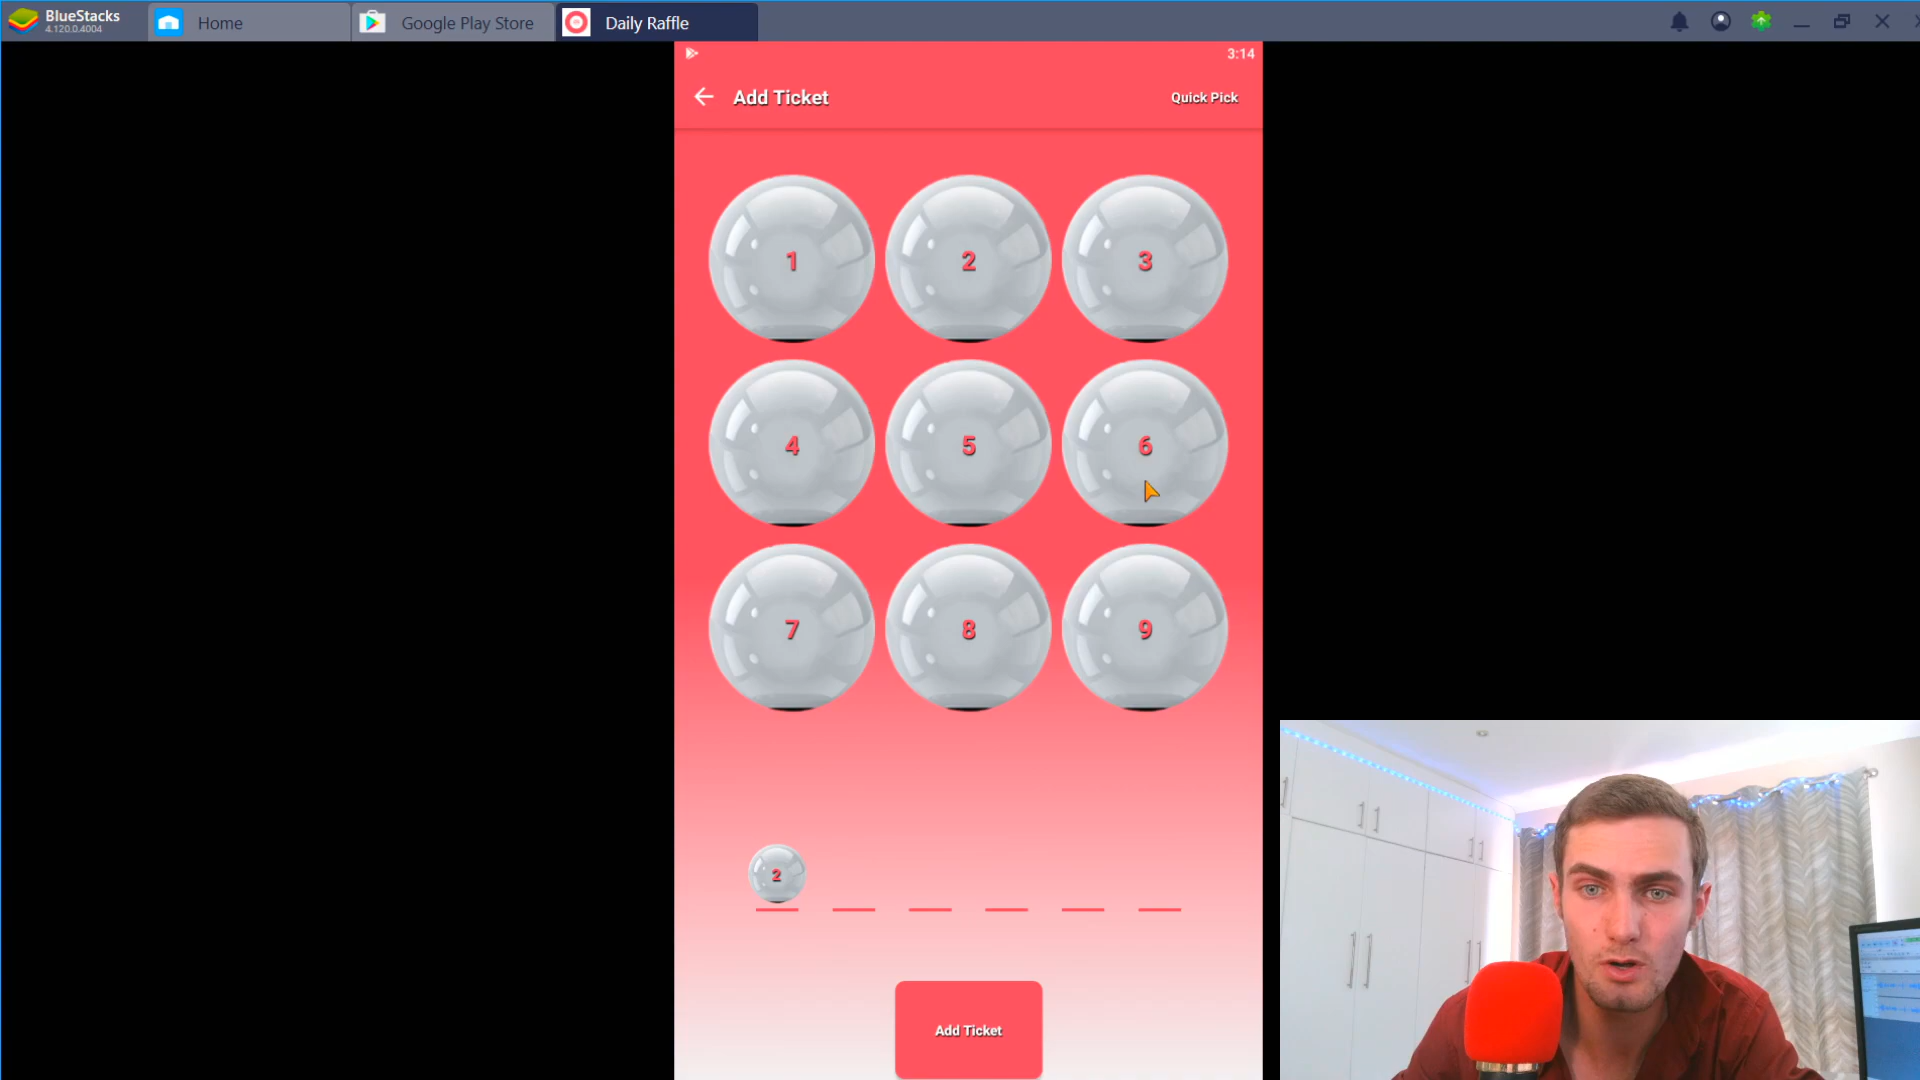 BlueStacks
4.120.0.4004
Home
Google Play Store
Daily Raffle
3:14
Add Ticket
Quick Pick
1 2 3
4 5 6
7 8 9
2
Add Ticket